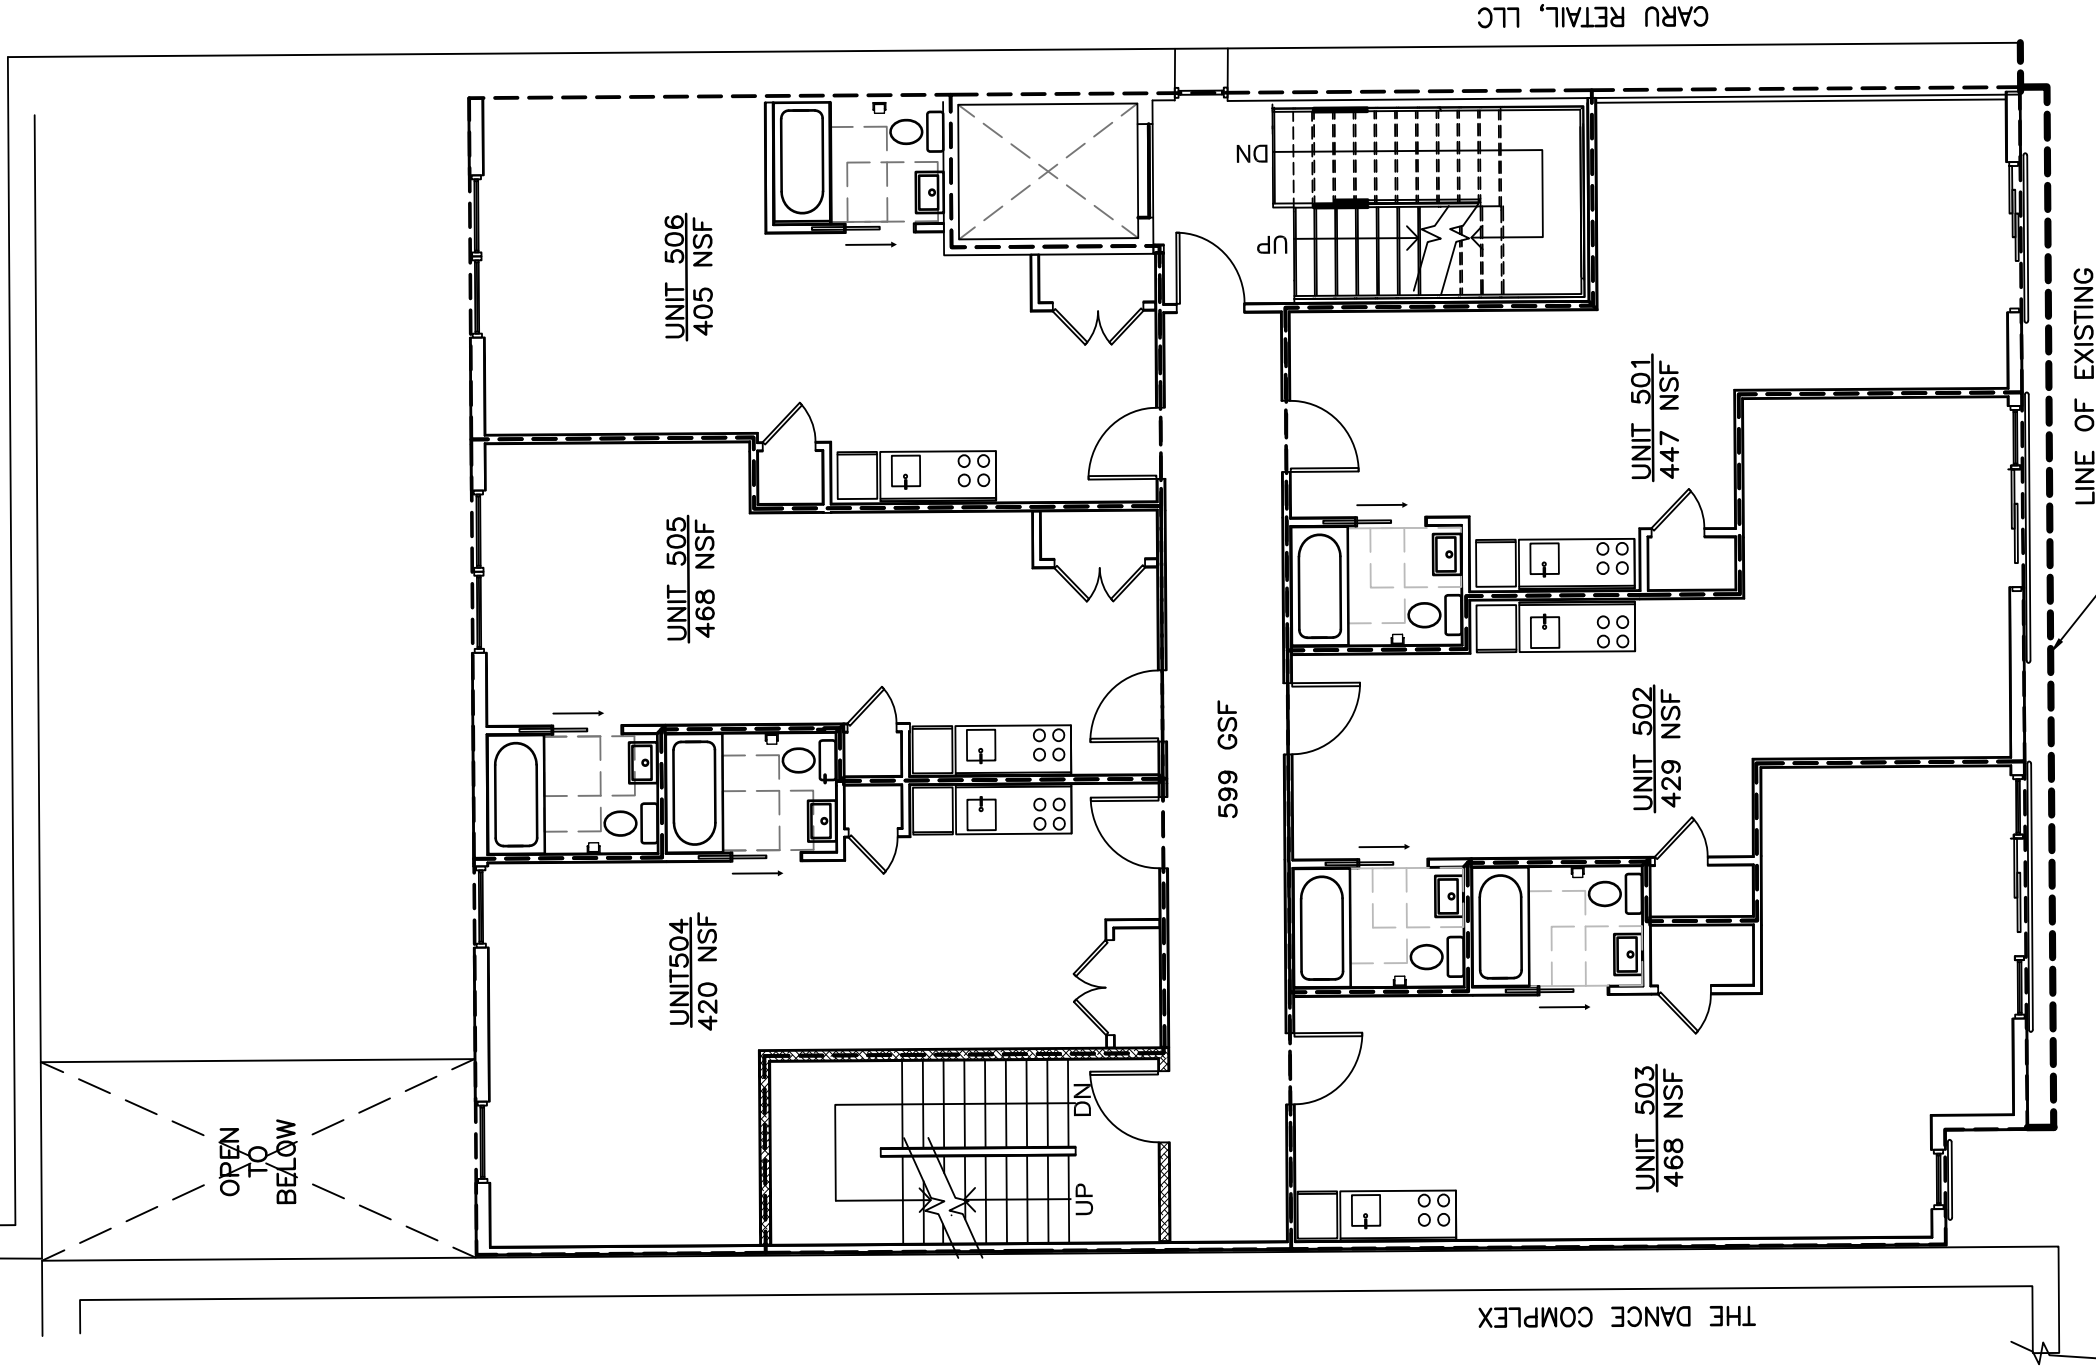 CARU RETAIL, LLC
DN
UP
UNIT 506
405 NSF
UNIT 501
447 NSF
LINE OF EXISTING
UNIT 505
468 NSF
599 GSF
UNIT 502
429 NSF
UNIT504
420 NSF
UNIT 503
468 NSF
DN
UP
OPEN
TO
BELOW
THE DANCE COMPLEX